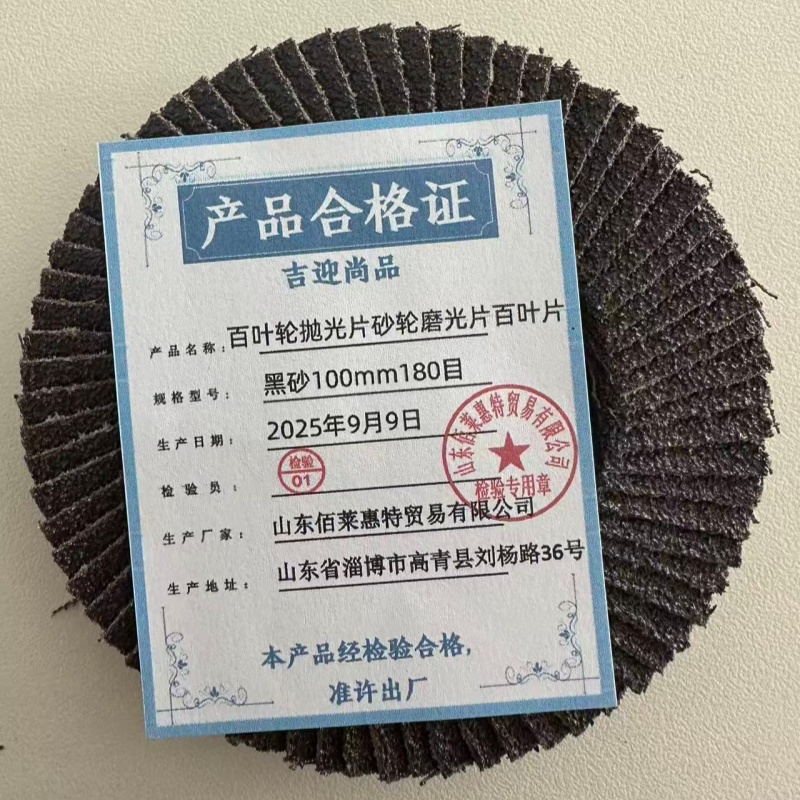 产品合格证
吉迎尚品
产品名称：百叶轮抛光片砂轮磨光片百叶片
规格型号：黑砂100mm180目
生产日期：2025年9月9日
检验员：检验 01
生产厂家：山东佰莱惠特贸易有限公司
生产地址：山东省淄博市高青县刘杨路36号
山东佰莱惠特贸易有限公司
检验专用章
本产品经检验合格，
准许出厂